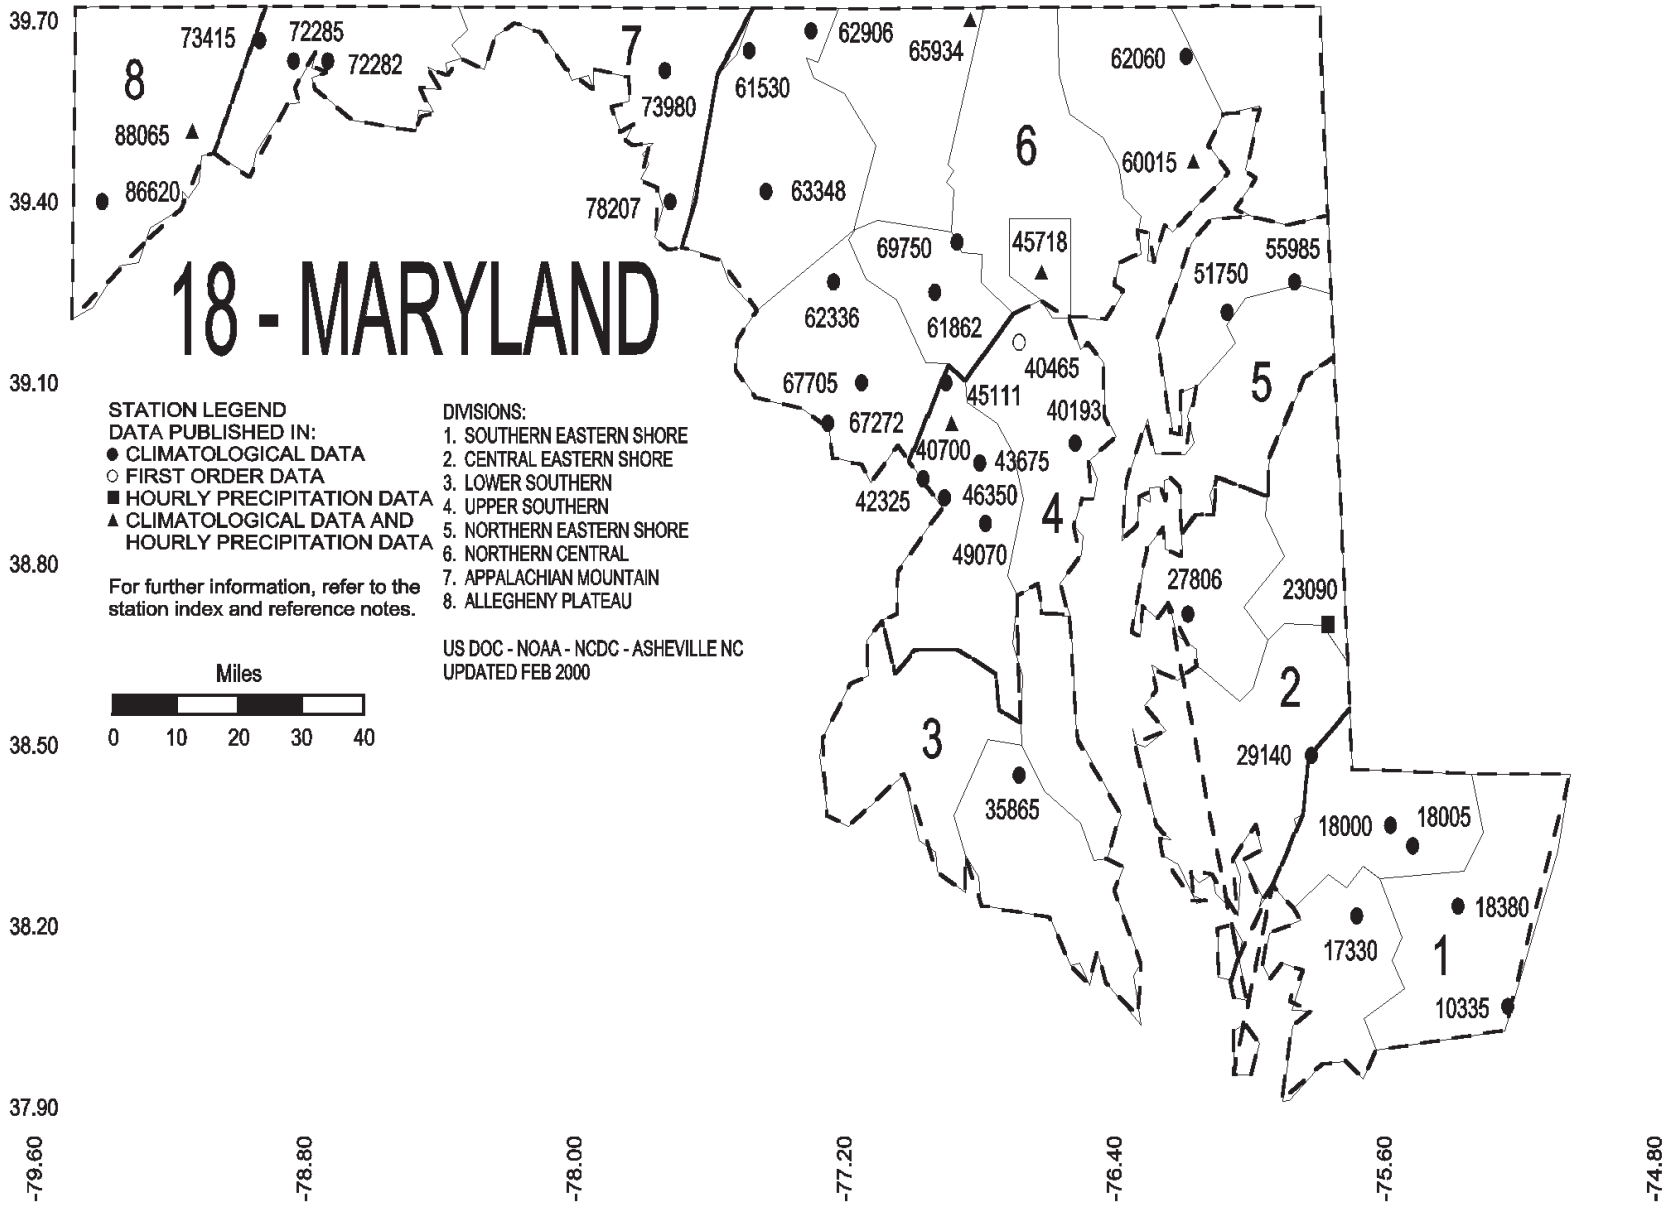 39.70
39.40
39.10
38.80
38.50
38.20
37.90
-79.60
-78.80
-78.00
-77.20
-76.40
-75.60
-74.80
18 - MARYLAND
STATION LEGEND
DATA PUBLISHED IN:
● CLIMATOLOGICAL DATA
○ FIRST ORDER DATA
■ HOURLY PRECIPITATION DATA
▲ CLIMATOLOGICAL DATA AND
HOURLY PRECIPITATION DATA
For further information, refer to the
station index and reference notes.
Miles
0 10 20 30 40
DIVISIONS:
1. SOUTHERN EASTERN SHORE
2. CENTRAL EASTERN SHORE
3. LOWER SOUTHERN
4. UPPER SOUTHERN
5. NORTHERN EASTERN SHORE
6. NORTHERN CENTRAL
7. APPALACHIAN MOUNTAIN
8. ALLEGHENY PLATEAU
US DOC - NOAA - NCDC - ASHEVILLE NC
UPDATED FEB 2000
8
73415
72285
72282
88065
86620
7
73980
78207
61530
62906
65934
62060
63348
6
60015
69750
45718
62336
61862
67705
67272
51750
55985
5
40465
45111
40193
40700
43675
42325
46350
49070
4
27806
23090
2
29140
3
35865
18000
18005
18380
17330
1
10335